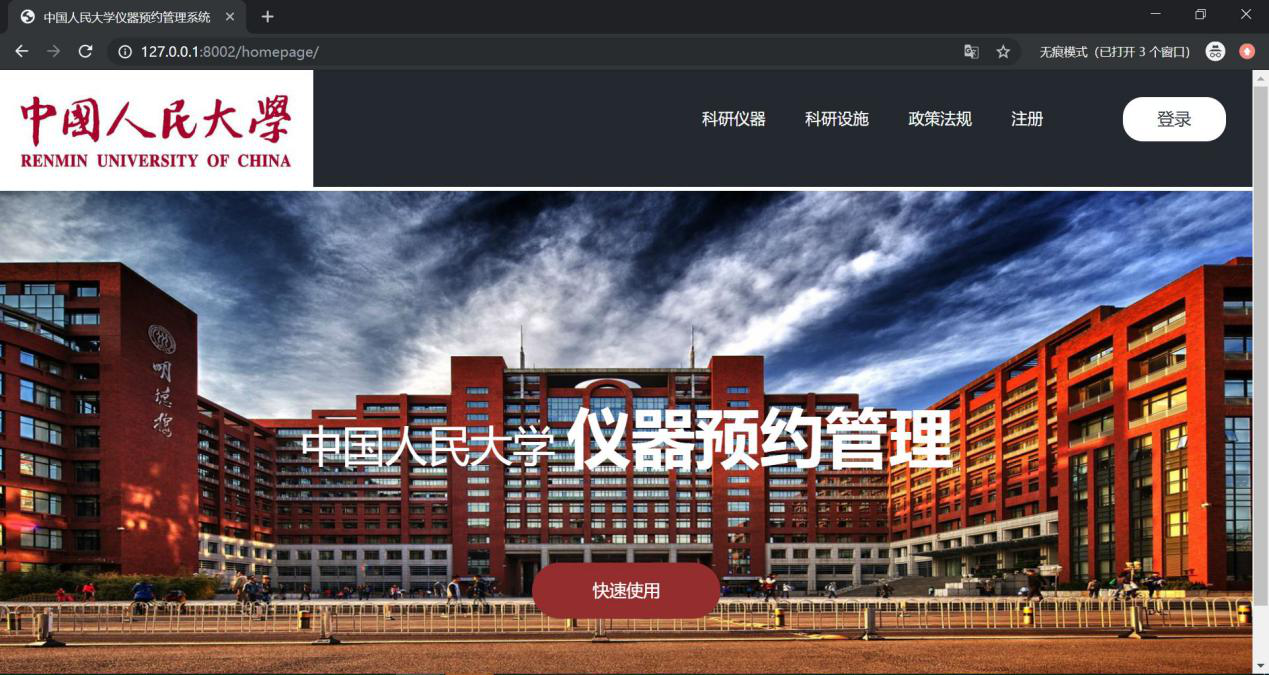 中国人民大学仪器预约管理系统
127.0.0.1:8002/homepage/
无痕模式（已打开 3 个窗口）
中國人民大學
RENMIN UNIVERSITY OF CHINA
科研仪器 科研设施 政策法规 注册 登录
明德楼
中国人民大学 仪器预约管理
快速使用